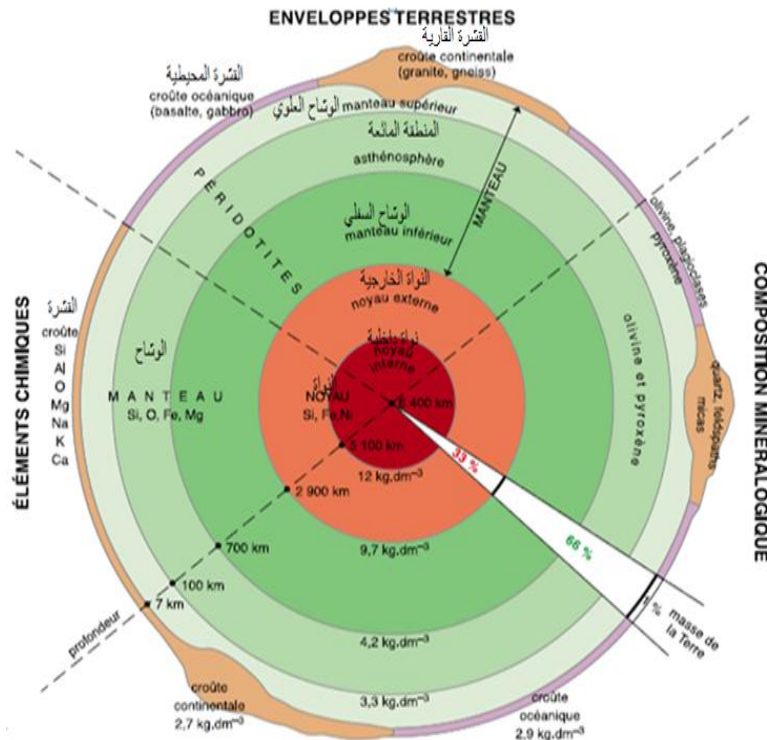 ENVELOPPES TERRESTRES
القشرة القارية
croûte continentale
(granite, gneiss)
القشرة المحيطية
croûte océanique
(basalte, gabbro)
الوشاح العلوي manteau supérieur
المنطقة المائعة
asthénosphère
MANTEAU
PÉRIDOTITES
الوشاح السفلي
manteau inférieur
النواة الخارجية
noyau externe
نواة داخلية
noyau
interne
ÉLÉMENTS CHIMIQUES
القشرة
croûte
Si
Al
O
Mg
Na
K
Ca
الوشاح
MANTEAU
Si, O, Fe, Mg
النواة
NOYAU
Si, Fe,Ni
6 400 km
5 100 km
2 900 km
700 km
100 km
7 km
profondeur
12 kg.dm⁻³
9,7 kg.dm⁻³
4,2 kg.dm⁻³
3,3 kg.dm⁻³
croûte
continentale
2,7 kg.dm⁻³
croûte
océanique
2,9 kg.dm⁻³
33 %
66 %
1 %
masse de
la Terre
COMPOSITION MINERALOGIQUE
olivine, plagioclases
pyroxène
olivine et pyroxène
quartz, feldspaths
micas